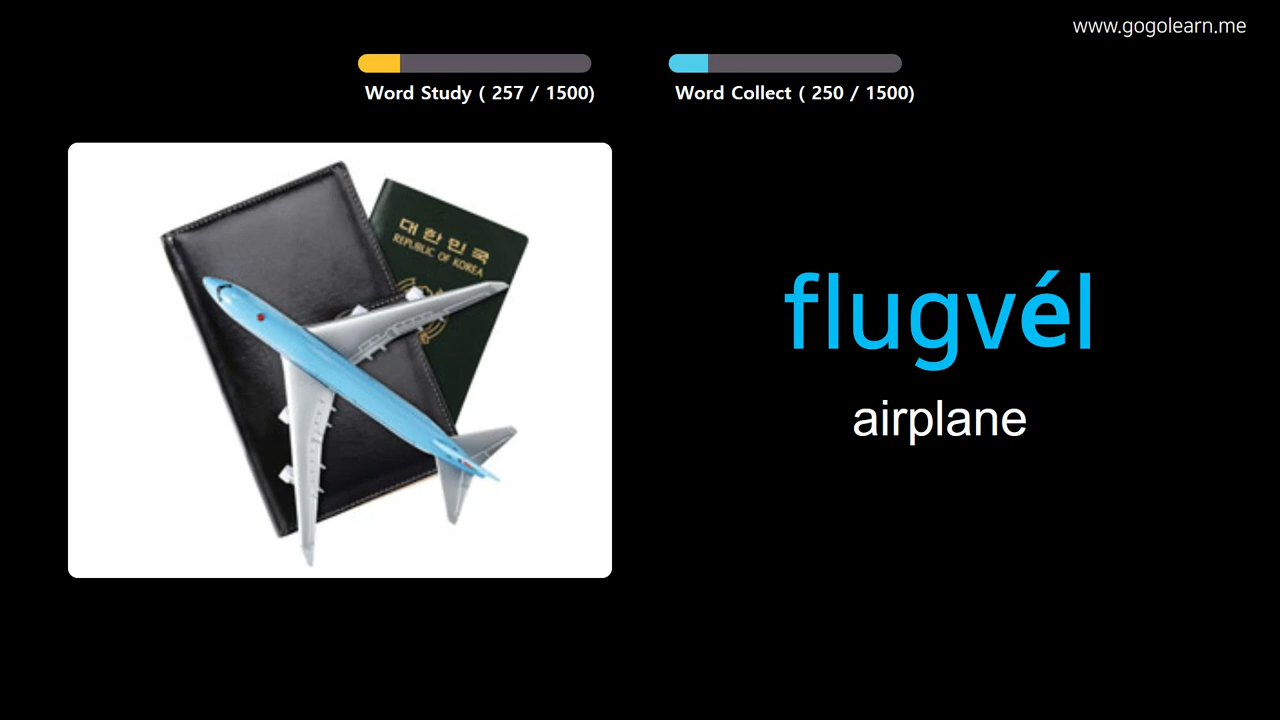 www.gogolearn.me
Word Study ( 257 / 1500)
Word Collect ( 250 / 1500)
대한민국
REPUBLIC OF KOREA
flugvél
airplane